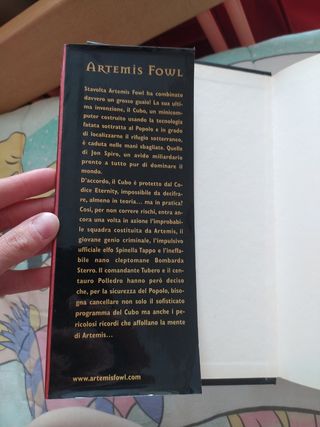 ARTEMIS FOWL
Stavolta Artemis Fowl ha combinato
davvero un grosso guaio! La sua ulti-
ma invenzione, il Cubo, un minicom-
puter costruito usando la tecnologia
fatata sottratta al Popolo e in grado
di localizzarne il rifugio sotterraneo,
è caduta nelle mani sbagliate. Quelle
di Jon Spiro, un avido miliardario
pronto a tutto pur di dominare il
mondo.
D'accordo, il Cubo è protetto dal Co-
dice Eternity, impossibile da decifra-
re, almeno in teoria... ma in pratica?
Così, per non correre rischi, entra an-
cora una volta in azione l'improbabi-
le squadra costituita da Artemis, il
giovane genio criminale, l'impulsivo
ufficiale elfo Spinella Tappo e l'inef-
fabile nano cleptomane Bombarda
Sterro. Il comandante Tubero e il cen-
tauro Polledro hanno però deciso
che, per la sicurezza del Popolo, biso-
gna cancellare non solo il sofisticato
programma del Cubo ma anche i pe-
ricolosi ricordi che affollano la mente
di Artemis...
www.artemisfowl.com